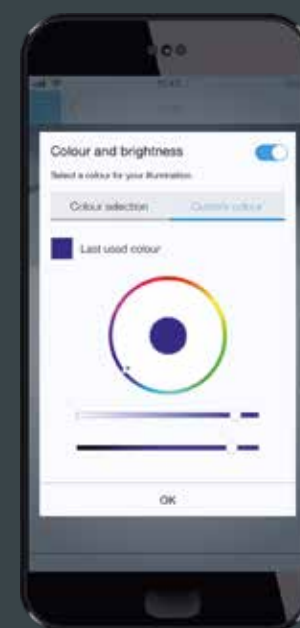 Colour and brightness
Select a colour for your illumination.
Colour selection
Custom colour
Last used colour
OK